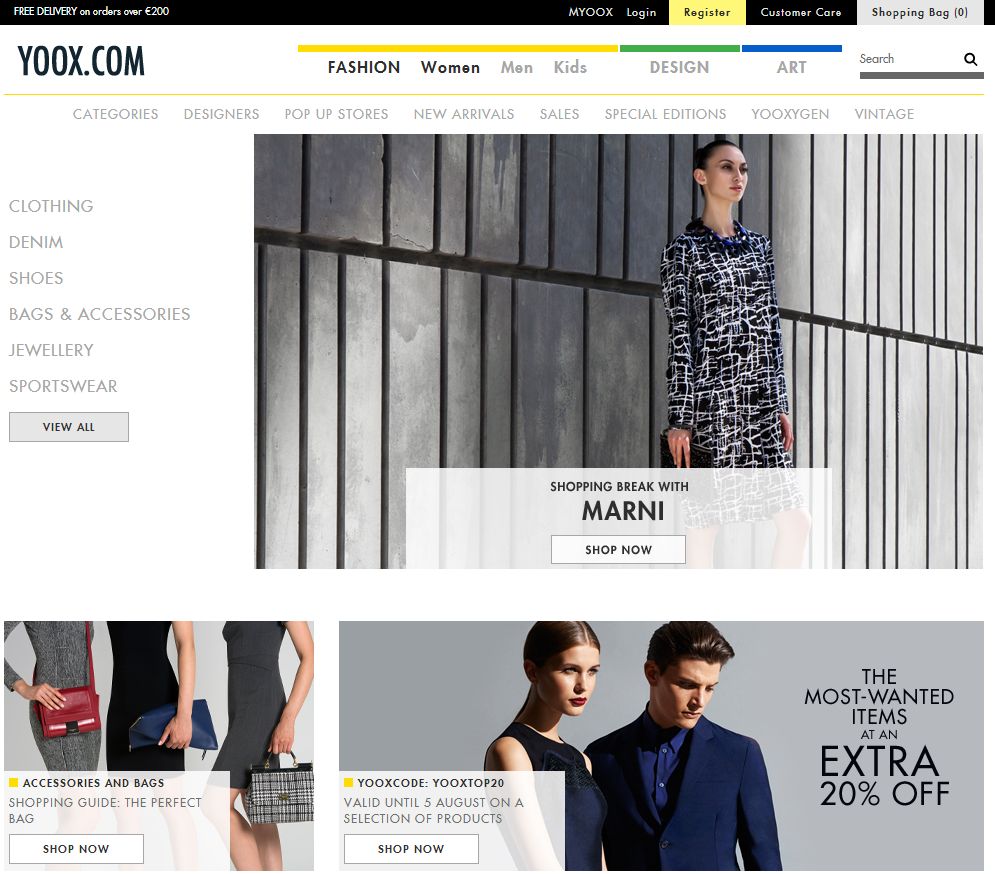 FREE DELIVERY on orders over €200
MYOOX Login Register Customer Care Shopping Bag (0)
YOOX.COM
FASHION Women Men Kids DESIGN ART
Search
CATEGORIES DESIGNERS POP UP STORES NEW ARRIVALS SALES SPECIAL EDITIONS YOOXYGEN VINTAGE
CLOTHING
DENIM
SHOES
BAGS & ACCESSORIES
JEWELLERY
SPORTSWEAR
VIEW ALL
SHOPPING BREAK WITH
MARNI
SHOP NOW
ACCESSORIES AND BAGS
SHOPPING GUIDE: THE PERFECT
BAG
SHOP NOW
YOOXCODE: YOOXTOP20
VALID UNTIL 5 AUGUST ON A
SELECTION OF PRODUCTS
SHOP NOW
THE
MOST-WANTED
ITEMS
AT AN
EXTRA
20% OFF